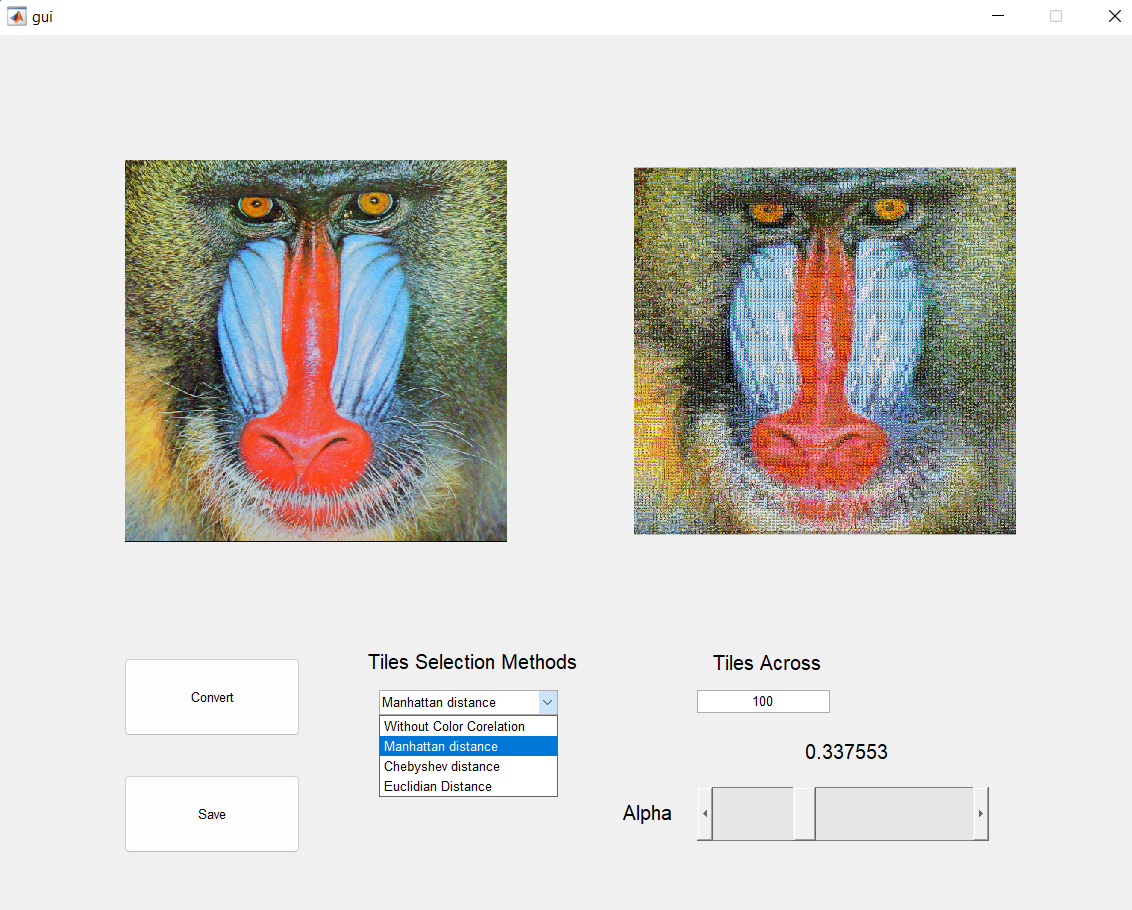 gui
Tiles Selection Methods
Tiles Across
Convert
Manhattan distance
100
Without Color Corelation
Manhattan distance
Chebyshev distance
Euclidian Distance
0.337553
Save
Alpha